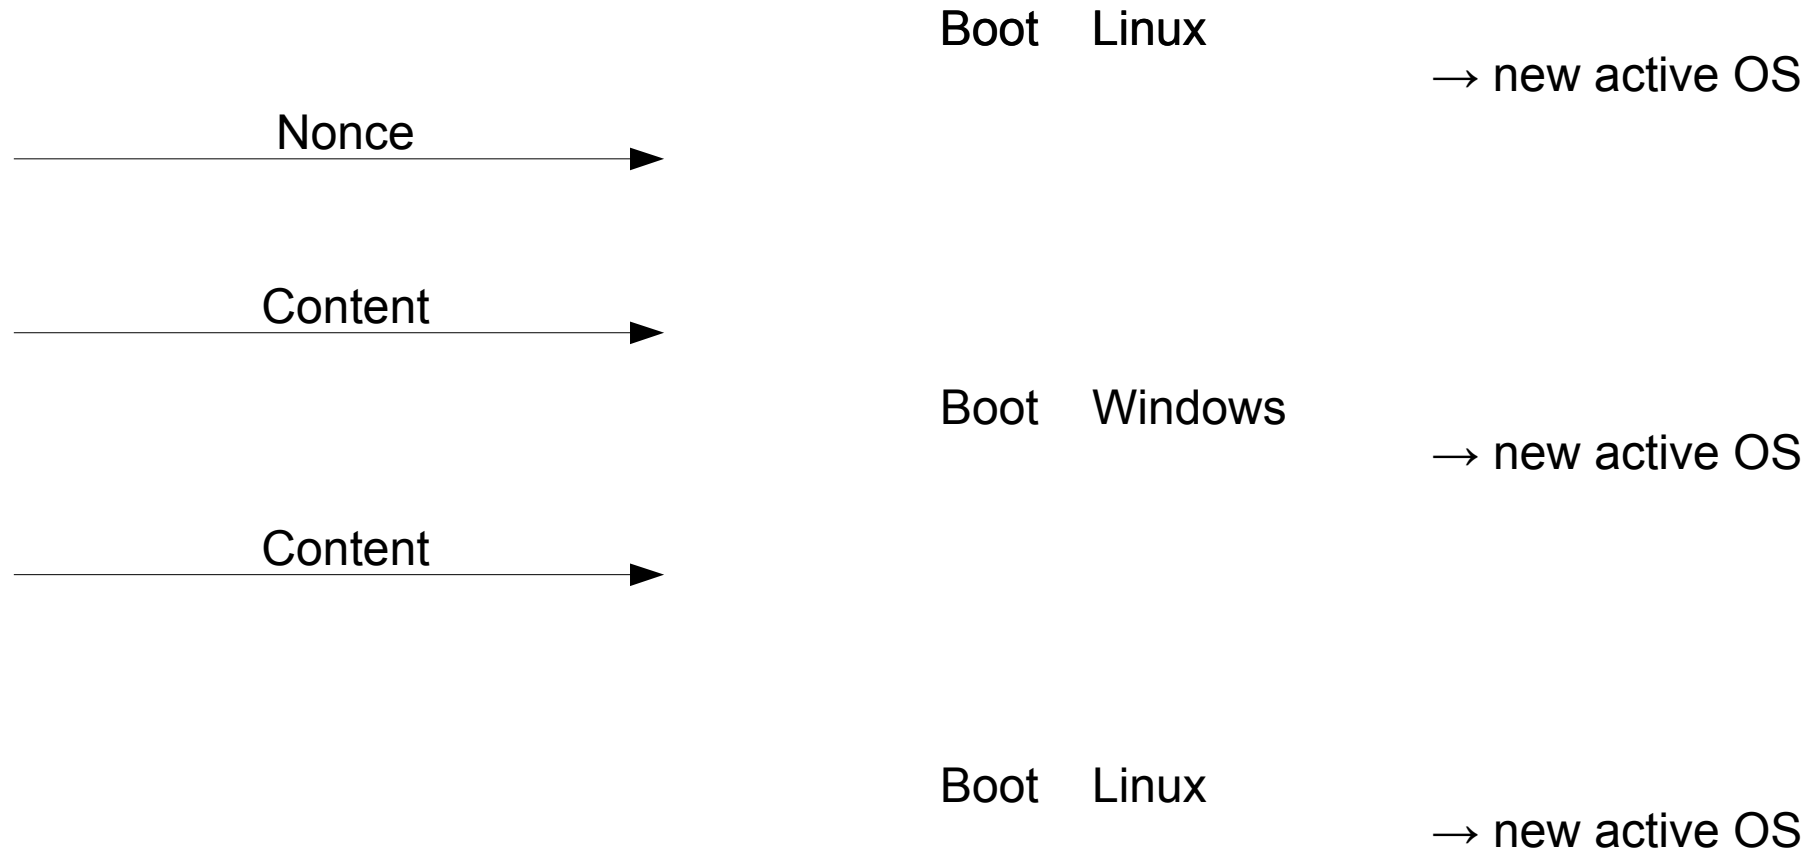 Boot Linux
→ new active OS
Nonce
Content
Boot Windows
→ new active OS
Content
Boot Linux
→ new active OS